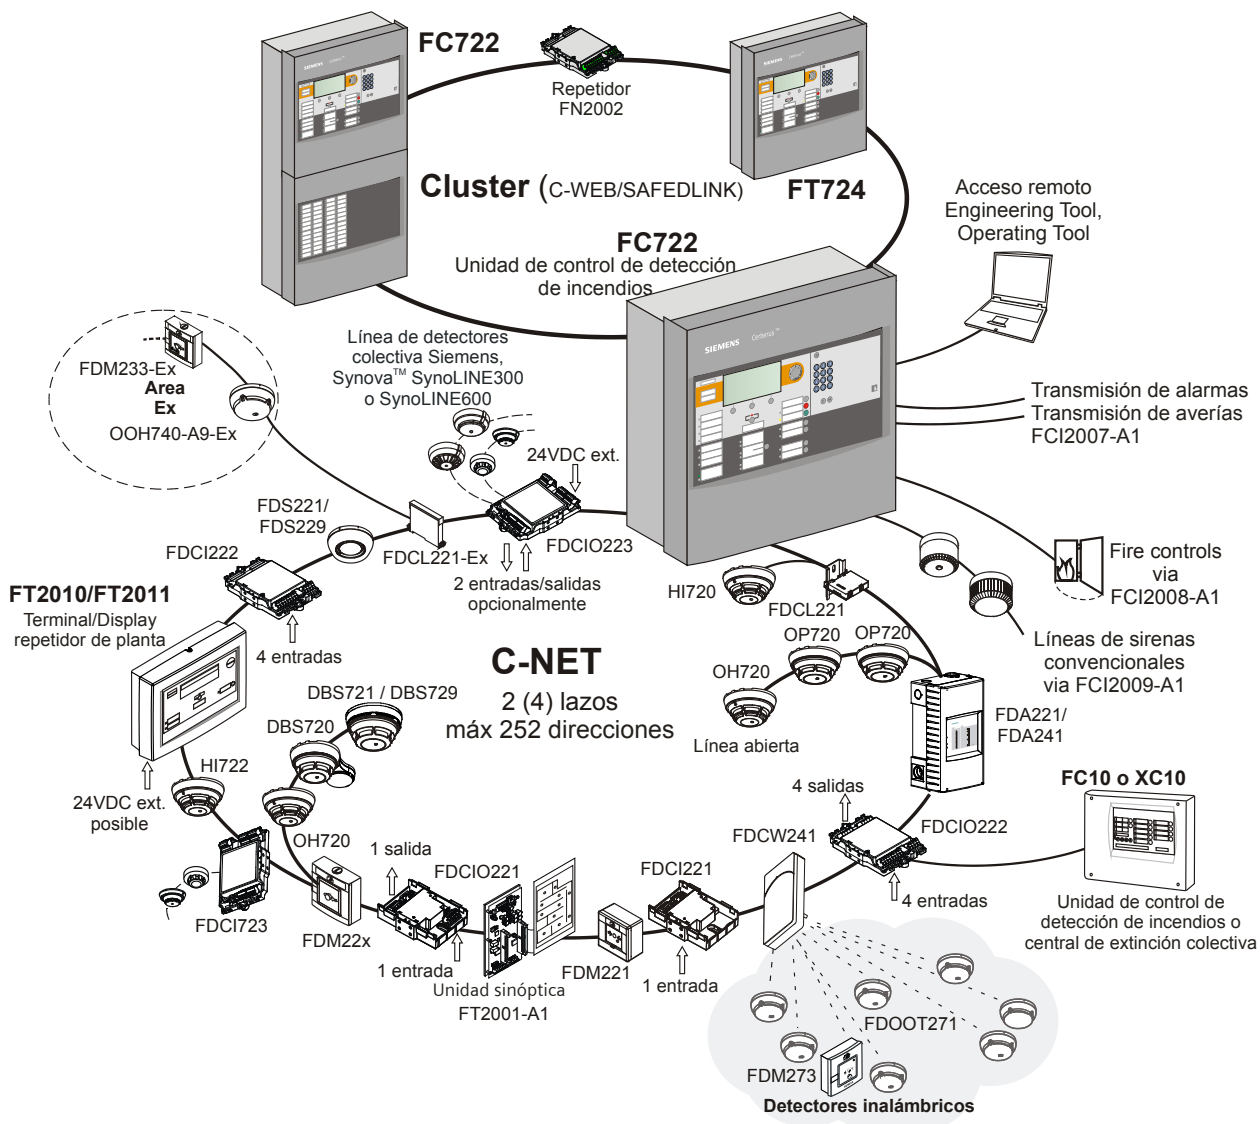 FC722
Repetidor
FN2002
Cluster (C-WEB/SAFEDLINK)
FT724
Acceso remoto
Engineering Tool,
Operating Tool
FC722
Unidad de control de detección
de incendios
SIEMENS Cerberus™
Línea de detectores
colectiva Siemens,
Synova™ SynoLINE300
o SynoLINE600
FDM233-Ex
Area
Ex
OOH740-A9-Ex
Transmisión de alarmas
Transmisión de averías
FCI2007-A1
24VDC ext.
FDS221/
FDS229
FDCL221-Ex
FDCIO223
FDCI222
2 entradas/salidas
opcionalmente
HI720
FDCL221
Fire controls
via
FCI2008-A1
FT2010/FT2011
Terminal/Display
repetidor de planta
4 entradas
OP720
OP720
Líneas de sirenas
convencionales
via FCI2009-A1
C-NET
2 (4) lazos
máx 252 direcciones
OH720
Línea abierta
DBS721 / DBS729
DBS720
FDA221/
FDA241
HI722
24VDC ext.
posible
FC10 o XC10
4 salidas
FDCW241
FDCIO222
OH720
1 salida
FDCIO221
FDCI221
4 entradas
FDCI723
FDM22x
1 entrada
Unidad sinóptica
FT2001-A1
FDM221
1 entrada
Unidad de control de
detección de incendios o
central de extinción colectiva
FDOOT271
FDM273
Detectores inalámbricos